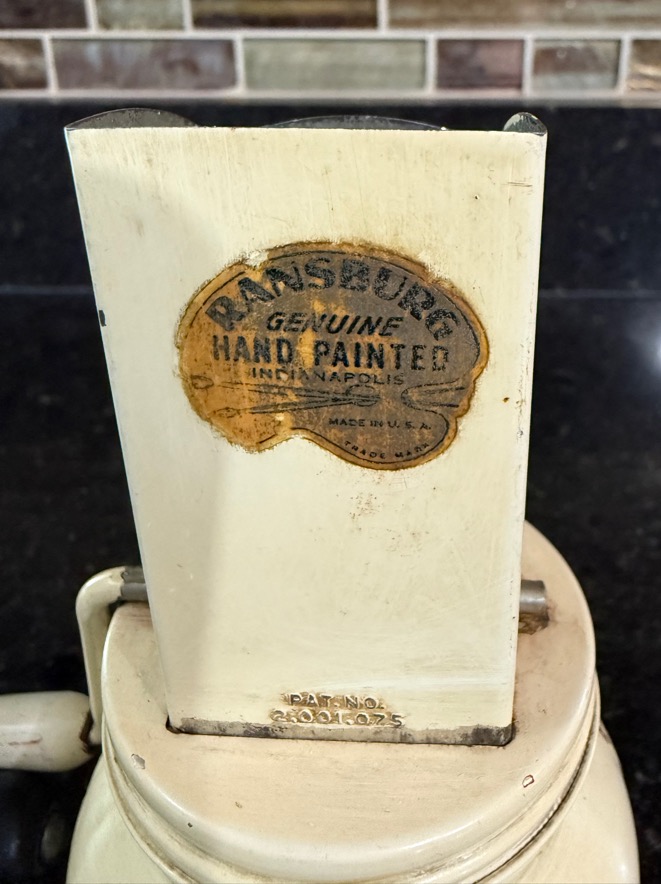 RANSBURG
GENUINE
HAND PAINTED
INDIANAPOLIS
MADE IN U.S.A.
TRADE MARK
PAT. NO.
2.001.075